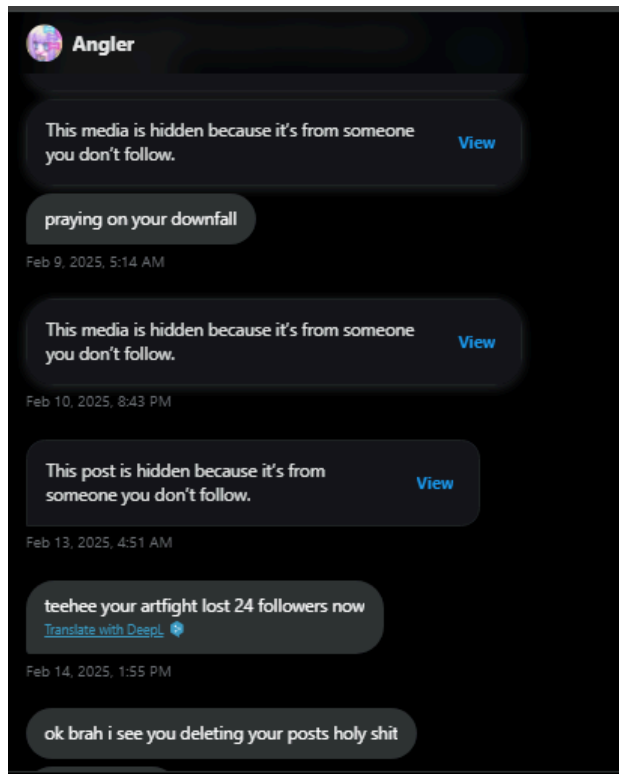 Angler
This media is hidden because it's from someone
you don't follow.
View
praying on your downfall
Feb 9, 2025, 5:14 AM
This media is hidden because it's from someone
you don't follow.
View
Feb 10, 2025, 8:43 PM
This post is hidden because it's from
someone you don't follow.
View
Feb 13, 2025, 4:51 AM
teehee your artfight lost 24 followers now
Translate with DeepL
Feb 14, 2025, 1:55 PM
ok brah i see you deleting your posts holy shit